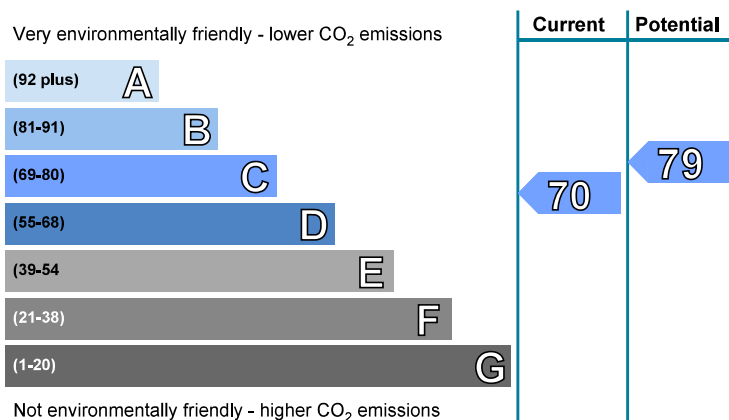 Current Potential
Very environmentally friendly - lower CO₂ emissions
(92 plus) A
(81-91) B
(69-80) C
(55-68) D
(39-54 E
(21-38) F
(1-20) G
79
70
Not environmentally friendly - higher CO₂ emissions